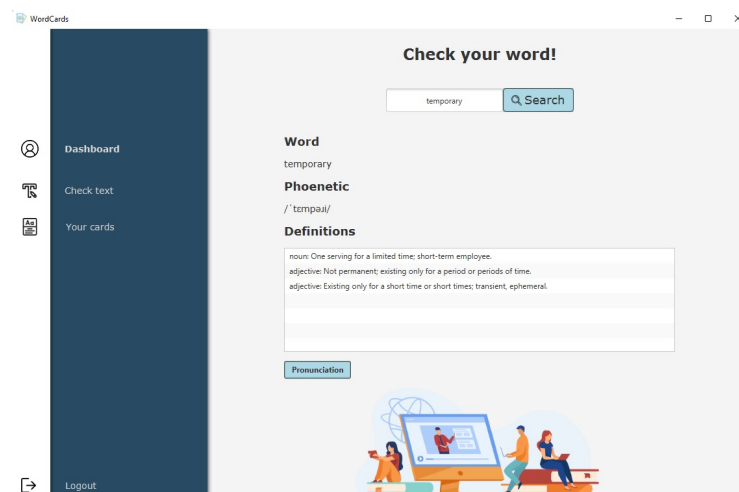 WordCards
Check your word!
temporary
Search
Dashboard
Check text
Your cards
Logout
Word
temporary
Phoenetic
/ˈtɛmpəɹi/
Definitions
noun: One serving for a limited time; short-term employee.
adjective: Not permanent; existing only for a period or periods of time.
adjective: Existing only for a short time or short times; transient, ephemeral.
Pronunciation